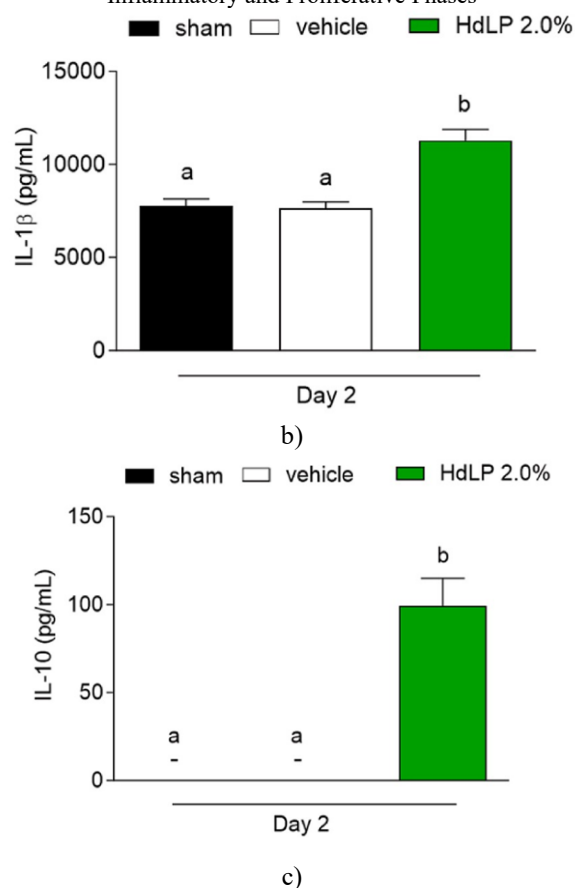 Inflammatory and Proliferative Phases
sham vehicle HdLP 2.0%
15000
10000
5000
0
IL-1β (pg/mL)
a
a
b
Day 2
b)
sham vehicle HdLP 2.0%
150
100
50
0
IL-10 (pg/mL)
a
-
a
-
b
Day 2
c)